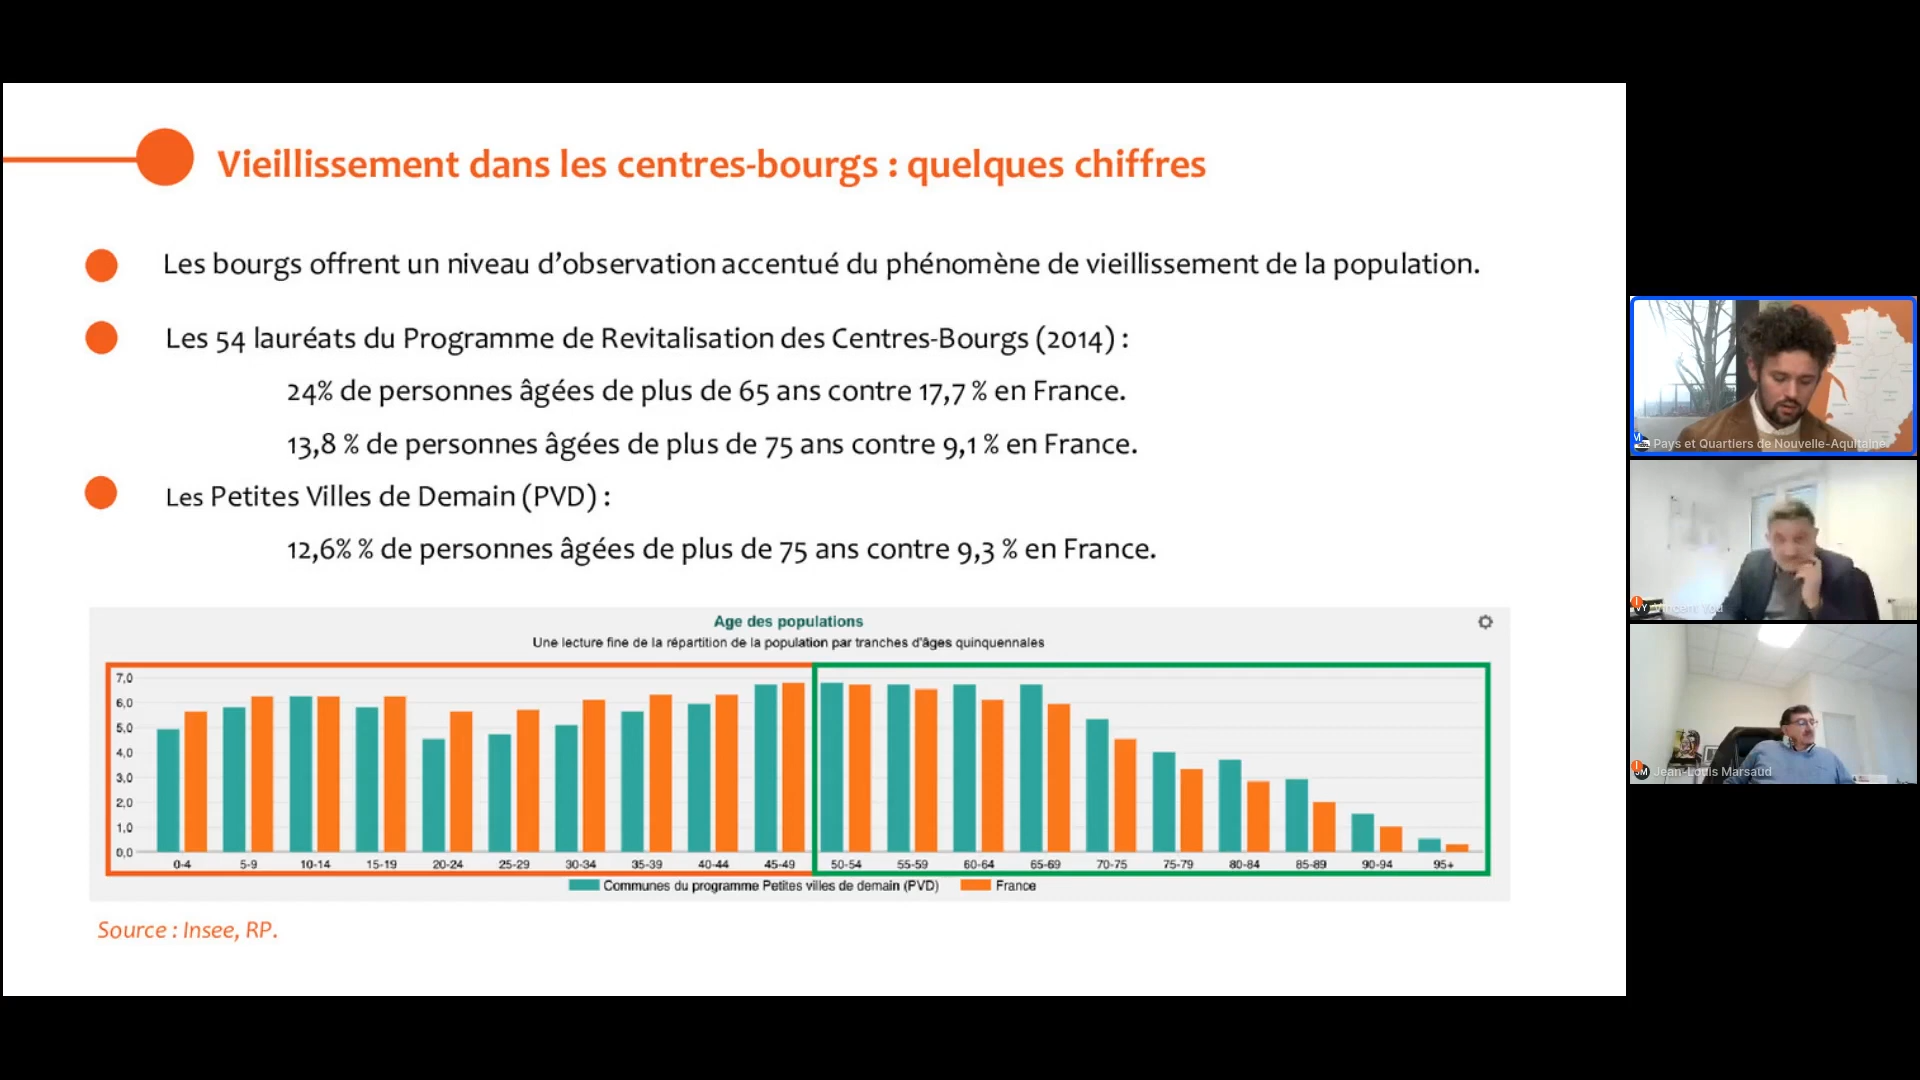 Vieillissement dans les centres-bourgs : quelques chiffres
Les bourgs offrent un niveau d’observation accentué du phénomène de vieillissement de la population.
Les 54 lauréats du Programme de Revitalisation des Centres-Bourgs (2014) :
24% de personnes âgées de plus de 65 ans contre 17,7 % en France.
13,8 % de personnes âgées de plus de 75 ans contre 9,1 % en France.
Les Petites Villes de Demain (PVD) :
12,6% % de personnes âgées de plus de 75 ans contre 9,3 % en France.
Age des populations
Une lecture fine de la répartition de la population par tranches d'âges quinquennales
7,0
6,0
5,0
4,0
3,0
2,0
1,0
0,0
0-4 5-9 10-14 15-19 20-24 25-29 30-34 35-39 40-44 45-49 50-54 55-59 60-64 65-69 70-75 75-79 80-84 85-89 90-94 95+
Communes du programme Petites villes de demain (PVD) France
Source : Insee, RP.
Pays et Quartiers de Nouvelle-Aquitaine
Vincent You
Jean-Louis Marsaud